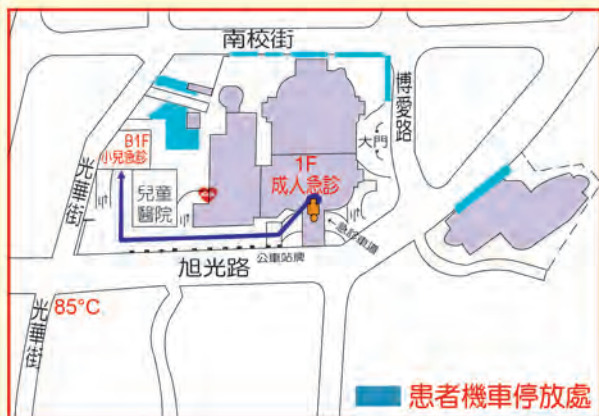 南校街
博愛路
大門
B1F
小兒急診
1F
成人急診
光華街
兒童
醫院
急診車道
公車站牌
旭光路
85°C
光華街
患者機車停放處